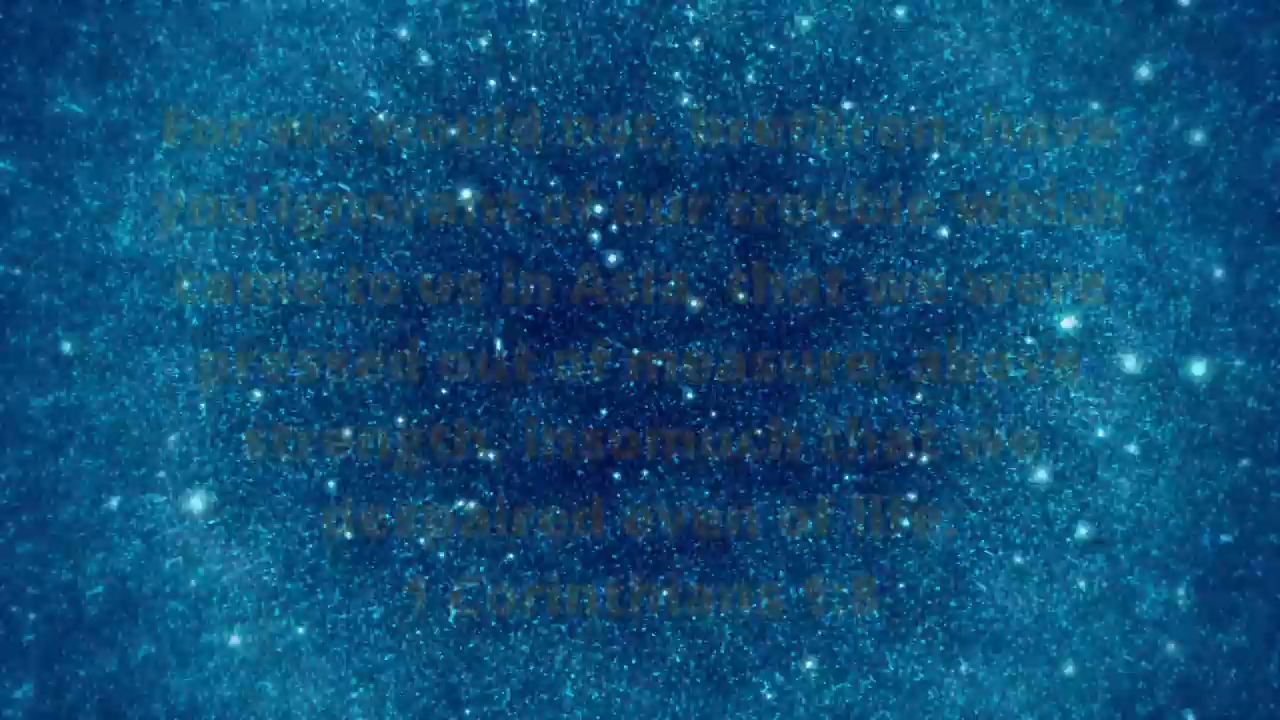 For we would not, brethren, have
you ignorant of our trouble which
came to us in Asia, that we were
pressed out of measure, above
strength, insomuch that we
despaired even of life.
Corinthians 1:8